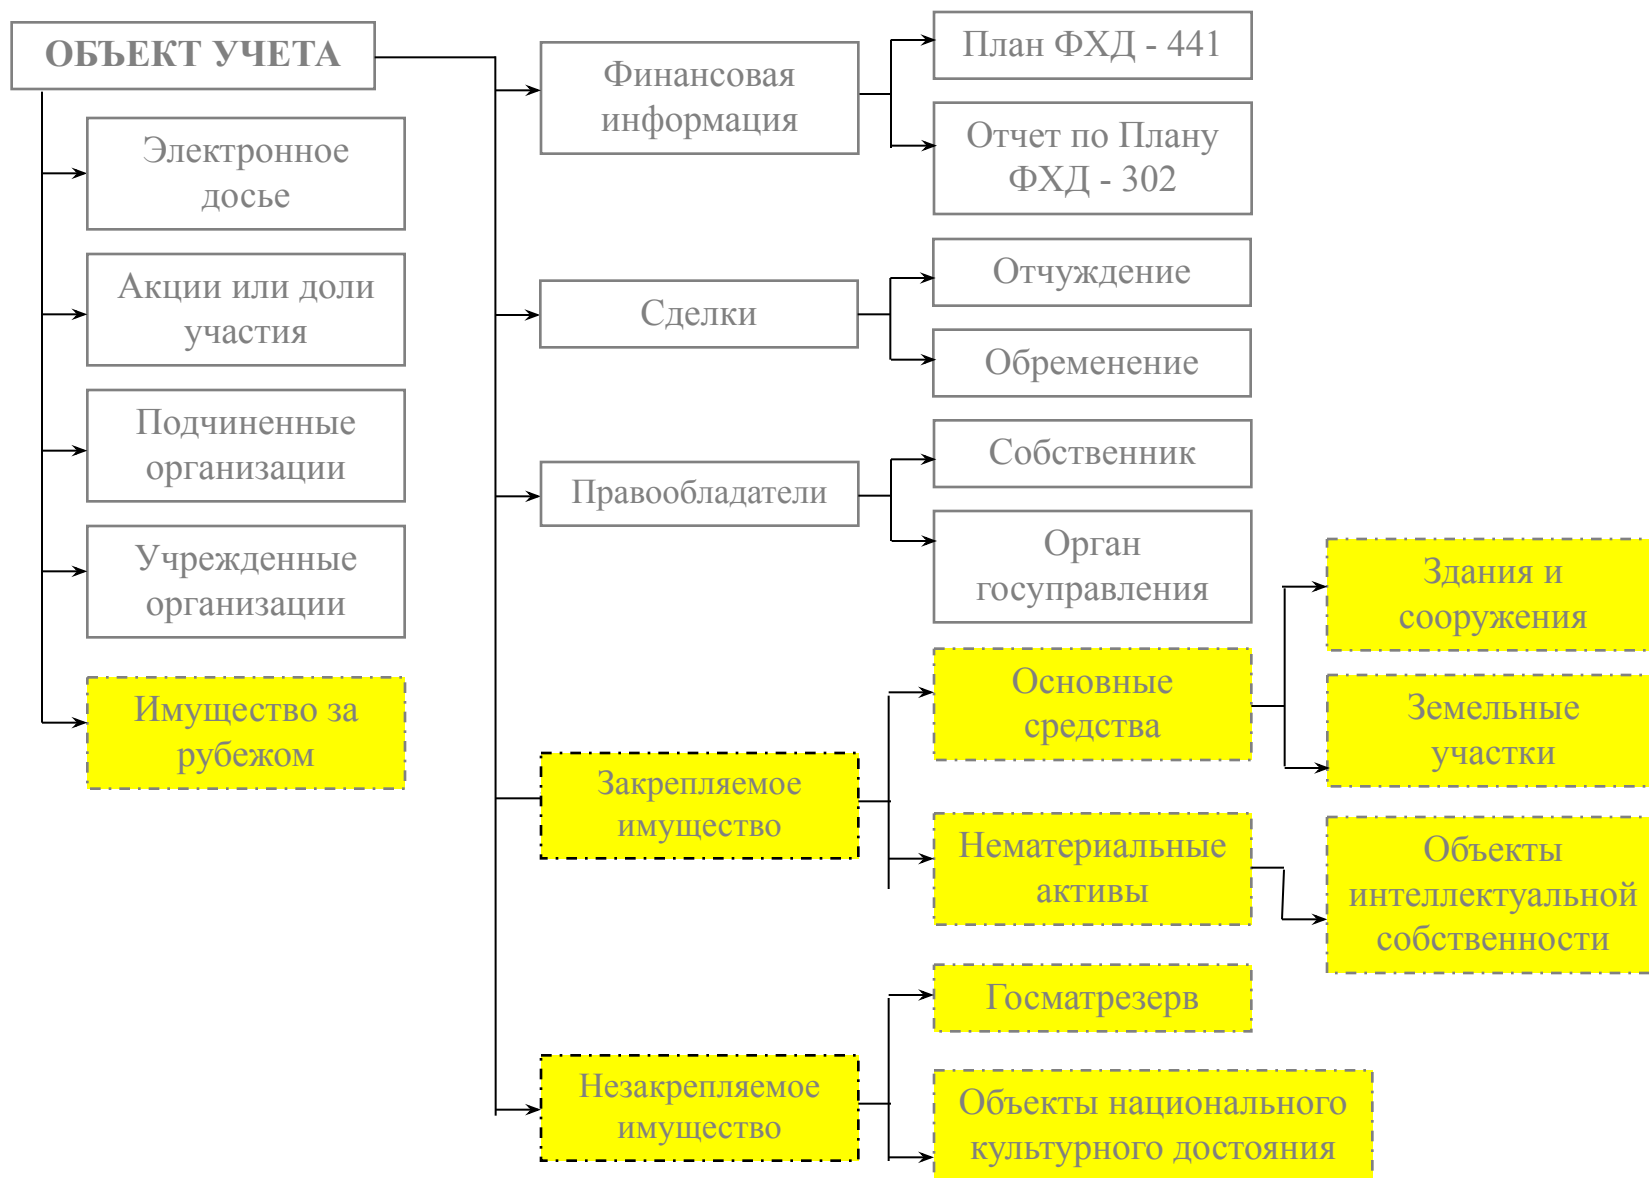 ОБЪЕКТ УЧЕТА
Электронное
досье
Акции или доли
участия
Подчиненные
организации
Учрежденные
организации
Имущество за
рубежом
Финансовая
информация
План ФХД - 441
Отчет по Плану
ФХД - 302
Сделки
Отчуждение
Обременение
Правообладатели
Собственник
Орган
госуправления
Закрепляемое
имущество
Основные
средства
Здания и
сооружения
Земельные
участки
Нематериальные
активы
Объекты
интеллектуальной
собственности
Незакрепляемое
имущество
Госматрезерв
Объекты национального
культурного достояния